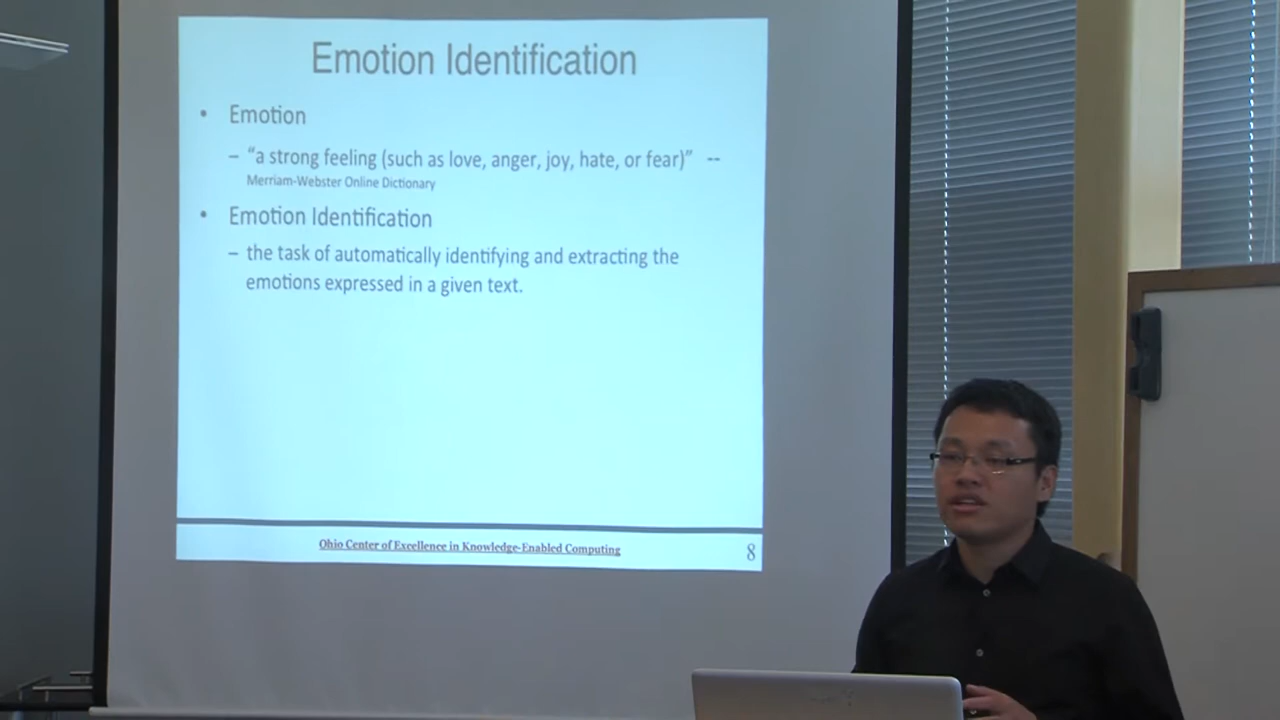 Emotion Identification
• Emotion
– “a strong feeling (such as love, anger, joy, hate, or fear)” --
Merriam-Webster Online Dictionary
• Emotion Identification
– the task of automatically identifying and extracting the
emotions expressed in a given text.
Ohio Center of Excellence in Knowledge-Enabled Computing
8